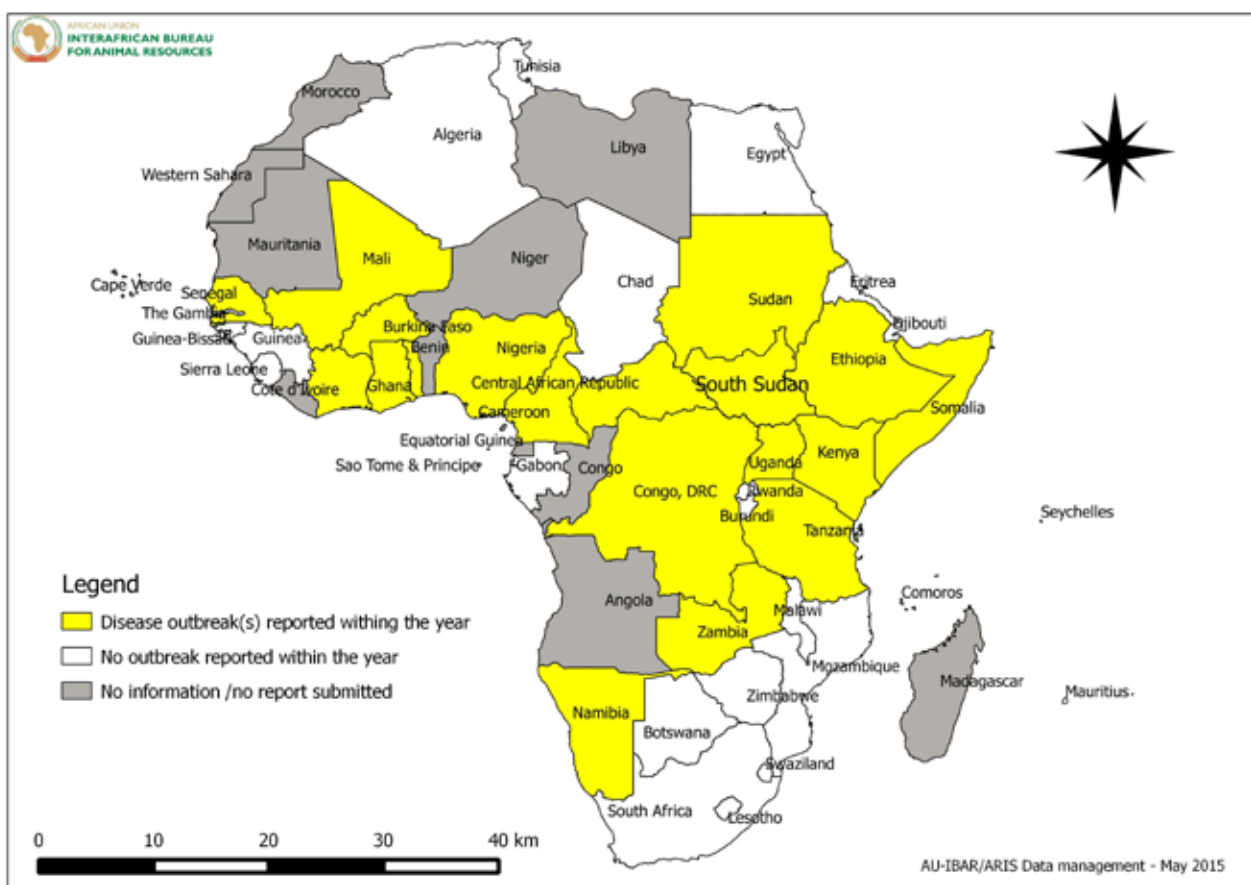 AFRICAN UNION
INTERAFRICAN BUREAU
FOR ANIMAL RESOURCES
Tunisia
Morocco
Algeria
Libya
Egypt
Western Sahara
Mauritania
Mali
Niger
Chad
Sudan
Eritrea
Cape Verde
Senegal
The Gambia
Guinea-Bissau
Guinea
Burkina Faso
Benin
Nigeria
Djibouti
Ethiopia
Sierra Leone
Cote d'Ivoire
Ghana
Central African Republic
South Sudan
Somalia
Cameroon
Equatorial Guinea
Sao Tome & Principe
Gabon
Congo
Congo, DRC
Uganda
Kenya
Rwanda
Burundi
Tanzania
Seychelles
Comoros
Angola
Zambia
Malawi
Mozambique
Madagascar
Mauritius
Namibia
Zimbabwe
Botswana
Swaziland
South Africa
Lesotho
Legend
Disease outbreak(s) reported withing the year
No outbreak reported within the year
No information /no report submitted
0 10 20 30 40 km
AU-IBAR/ARIS Data management - May 2015